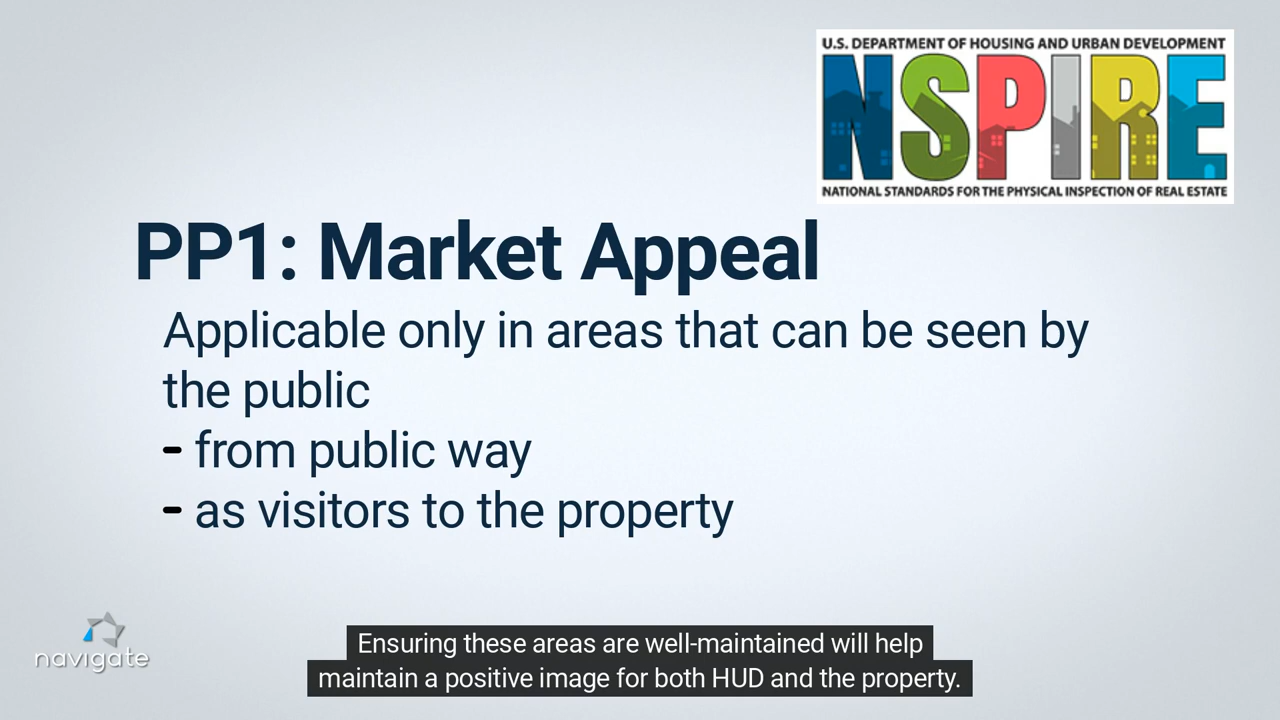 U.S. DEPARTMENT OF HOUSING AND URBAN DEVELOPMENT
NSPIRE
NATIONAL STANDARDS FOR THE PHYSICAL INSPECTION OF REAL ESTATE
PP1: Market Appeal
Applicable only in areas that can be seen by
the public
- from public way
- as visitors to the property
navigate
Ensuring these areas are well-maintained will help
maintain a positive image for both HUD and the property.